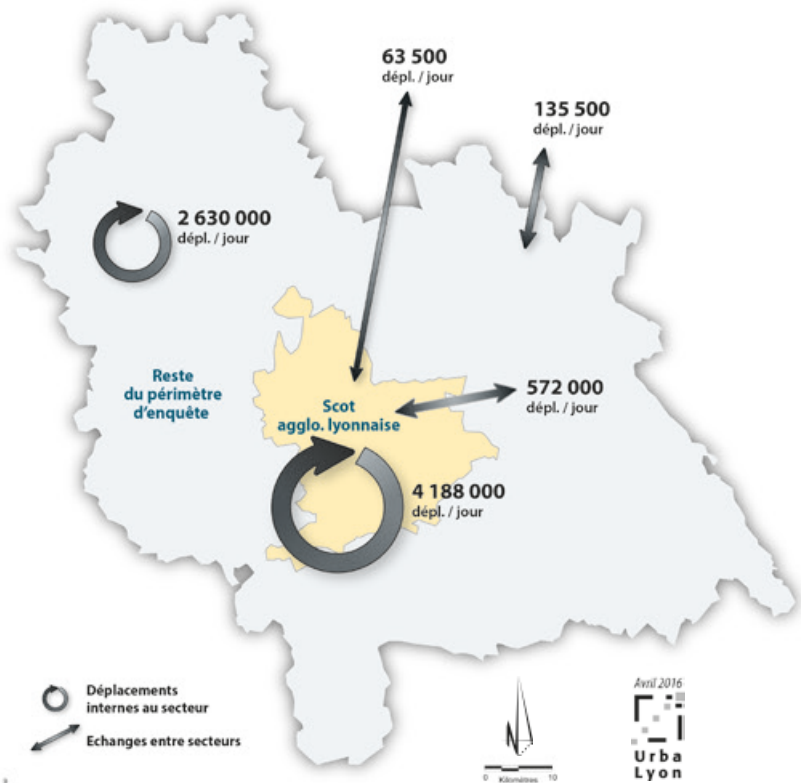 63 500
dépl. / jour
135 500
dépl. / jour
2 630 000
dépl. / jour
Reste
du périmètre
d'enquête
Scot
agglo. lyonnaise
572 000
dépl. / jour
4 188 000
dépl. / jour
Déplacements
internes au secteur
Echanges entre secteurs
N
0 Kilomètres 10
Avril 2016
Urba
Lyon